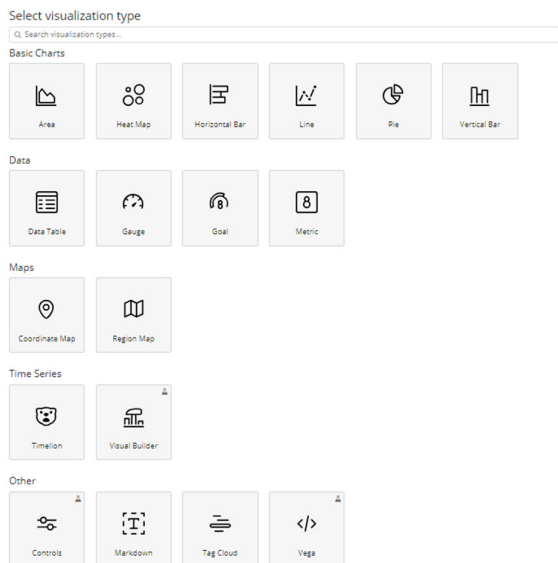 Select visualization type
Search visualization types...
Basic Charts
Area Heat Map Horizontal Bar Line Pie Vertical Bar
Data
Data Table Gauge Goal Metric
8 8
Maps
Coordinate Map Region Map
Time Series
Timelion Visual Builder
Other
T </>
Controls Markdown Tag Cloud Vega